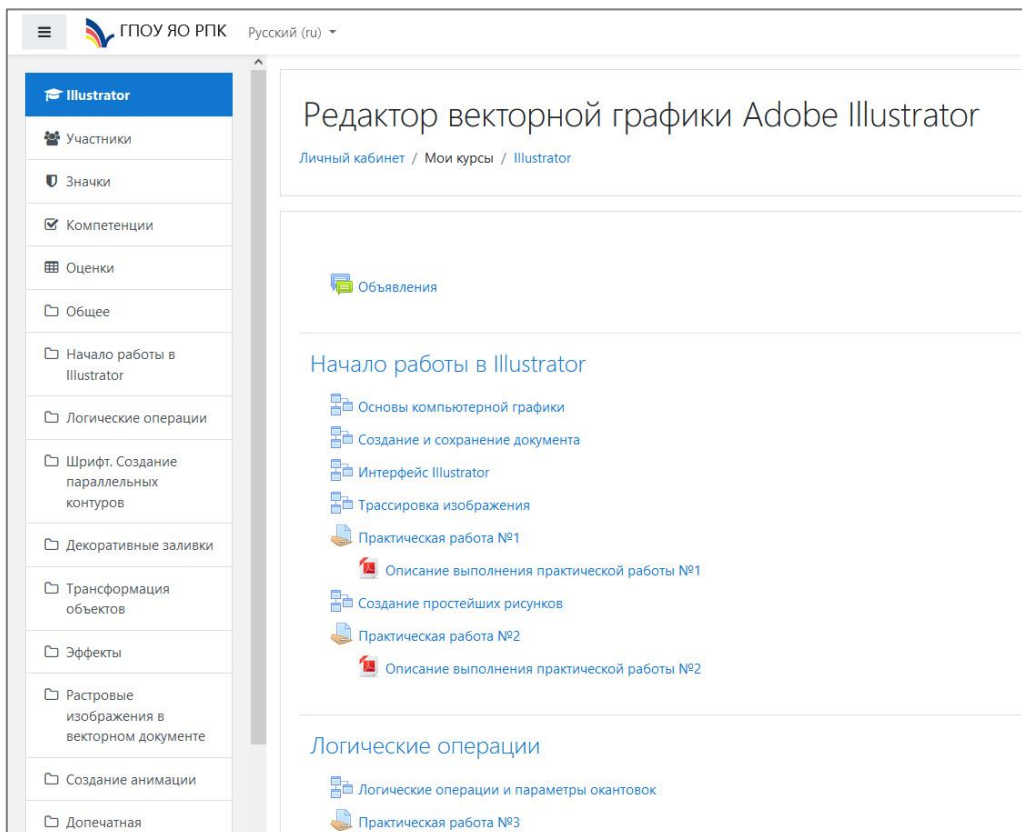 ГПОУ ЯО РПК Русский (ru)
Illustrator
Участники
Значки
Компетенции
Оценки
Общее
Начало работы в
Illustrator
Логические операции
Шрифт. Создание
параллельных
контуров
Декоративные заливки
Трансформация
объектов
Эффекты
Растровые
изображения в
векторном документе
Создание анимации
Допечатная
Редактор векторной графики Adobe Illustrator
Личный кабинет / Мои курсы / Illustrator
Объявления
Начало работы в Illustrator
Основы компьютерной графики
Создание и сохранение документа
Интерфейс Illustrator
Трассировка изображения
Практическая работа №1
Описание выполнения практической работы №1
Создание простейших рисунков
Практическая работа №2
Описание выполнения практической работы №2
Логические операции
Логические операции и параметры окантовок
Практическая работа №3